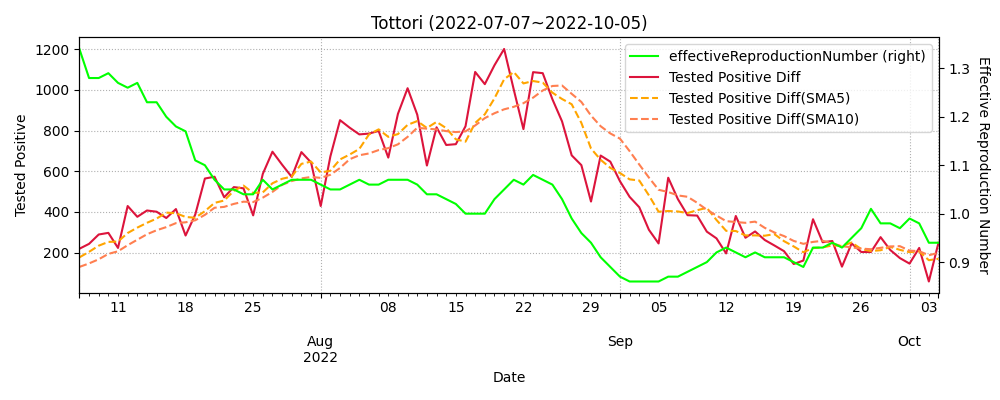 Tottori (2022-07-07~2022-10-05)
effectiveReproductionNumber (right)
Tested Positive Diff
Tested Positive Diff(SMA5)
Tested Positive Diff(SMA10)
Tested Positive
1200
1000
800
600
400
200
Effective Reproduction Number
1.3
1.2
1.1
1.0
0.9
11 18 25 08 15 22 29 05 12 19 26 03
Aug Sep Oct
2022
Date